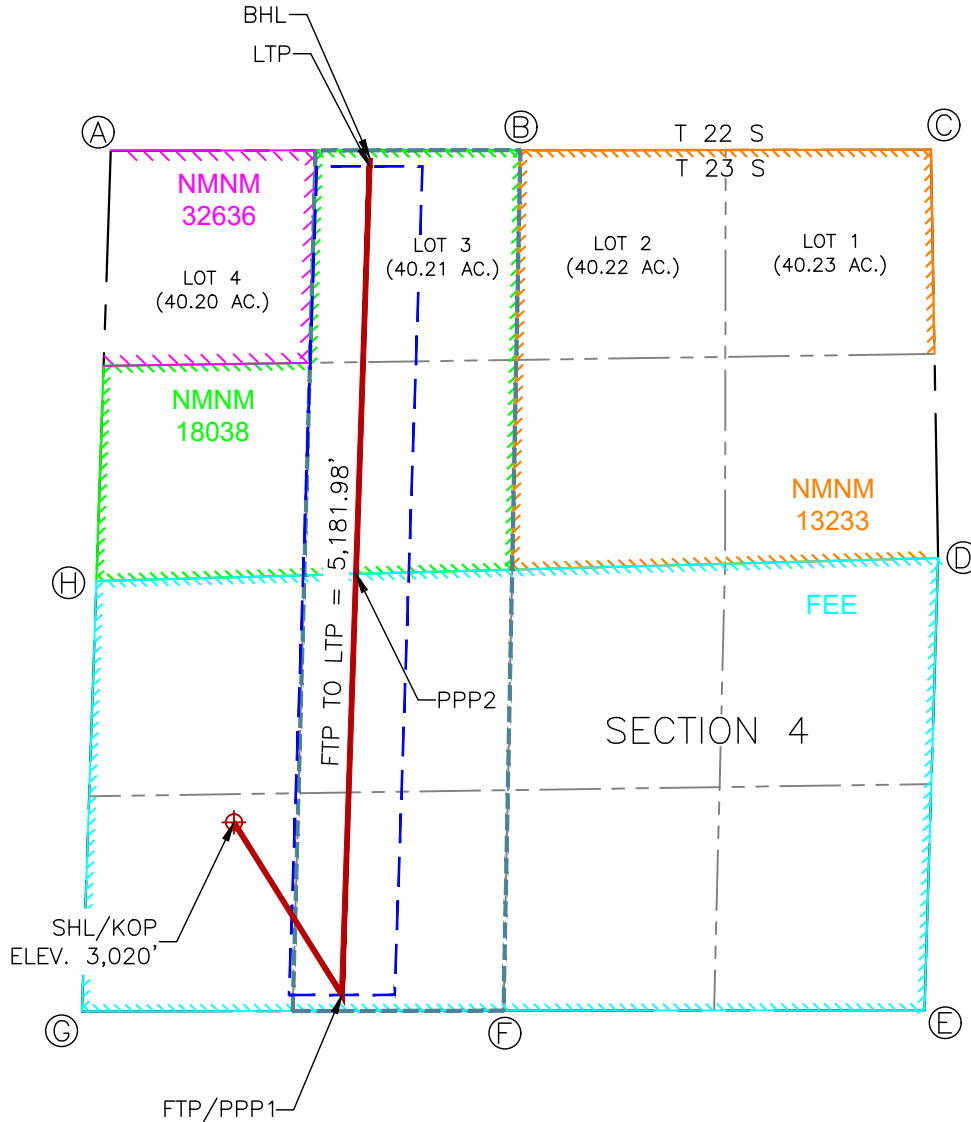 BHL
LTP
A
B
C
T 22 S
T 23 S
NMNM
32636
LOT 4
(40.20 AC.)
LOT 3
(40.21 AC.)
LOT 2
(40.22 AC.)
LOT 1
(40.23 AC.)
NMNM
18038
NMNM
13233
H
D
FEE
FTP TO LTP = 5,181.98'
PPP2
SECTION 4
SHL/KOP
ELEV. 3,020'
G
F
E
FTP/PPP1